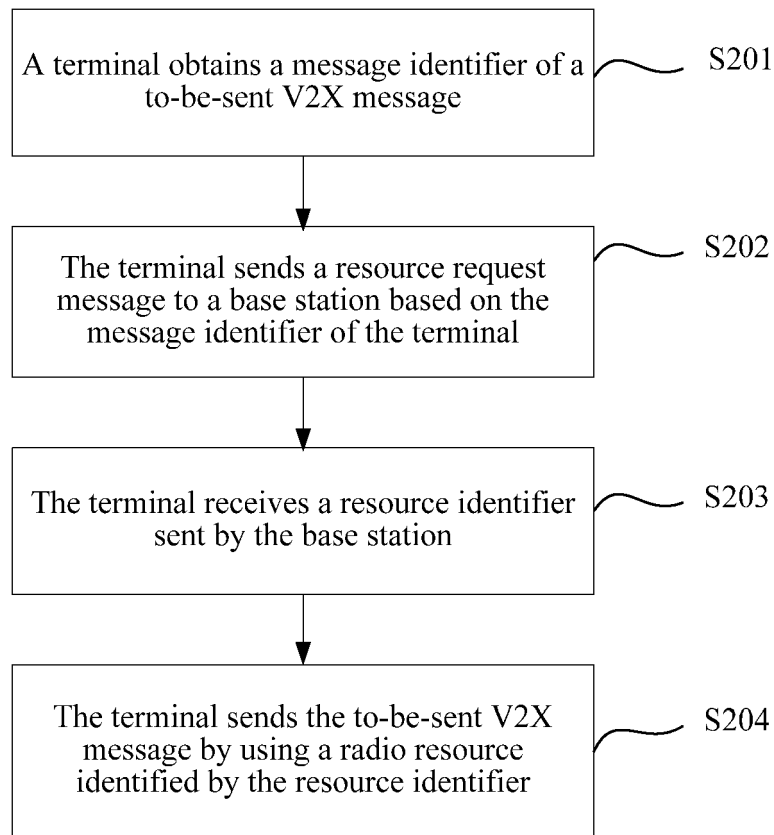 A terminal obtains a message identifier of a
to-be-sent V2X message
S201
The terminal sends a resource request
message to a base station based on the
message identifier of the terminal
S202
The terminal receives a resource identifier
sent by the base station
S203
The terminal sends the to-be-sent V2X
message by using a radio resource
identified by the resource identifier
S204